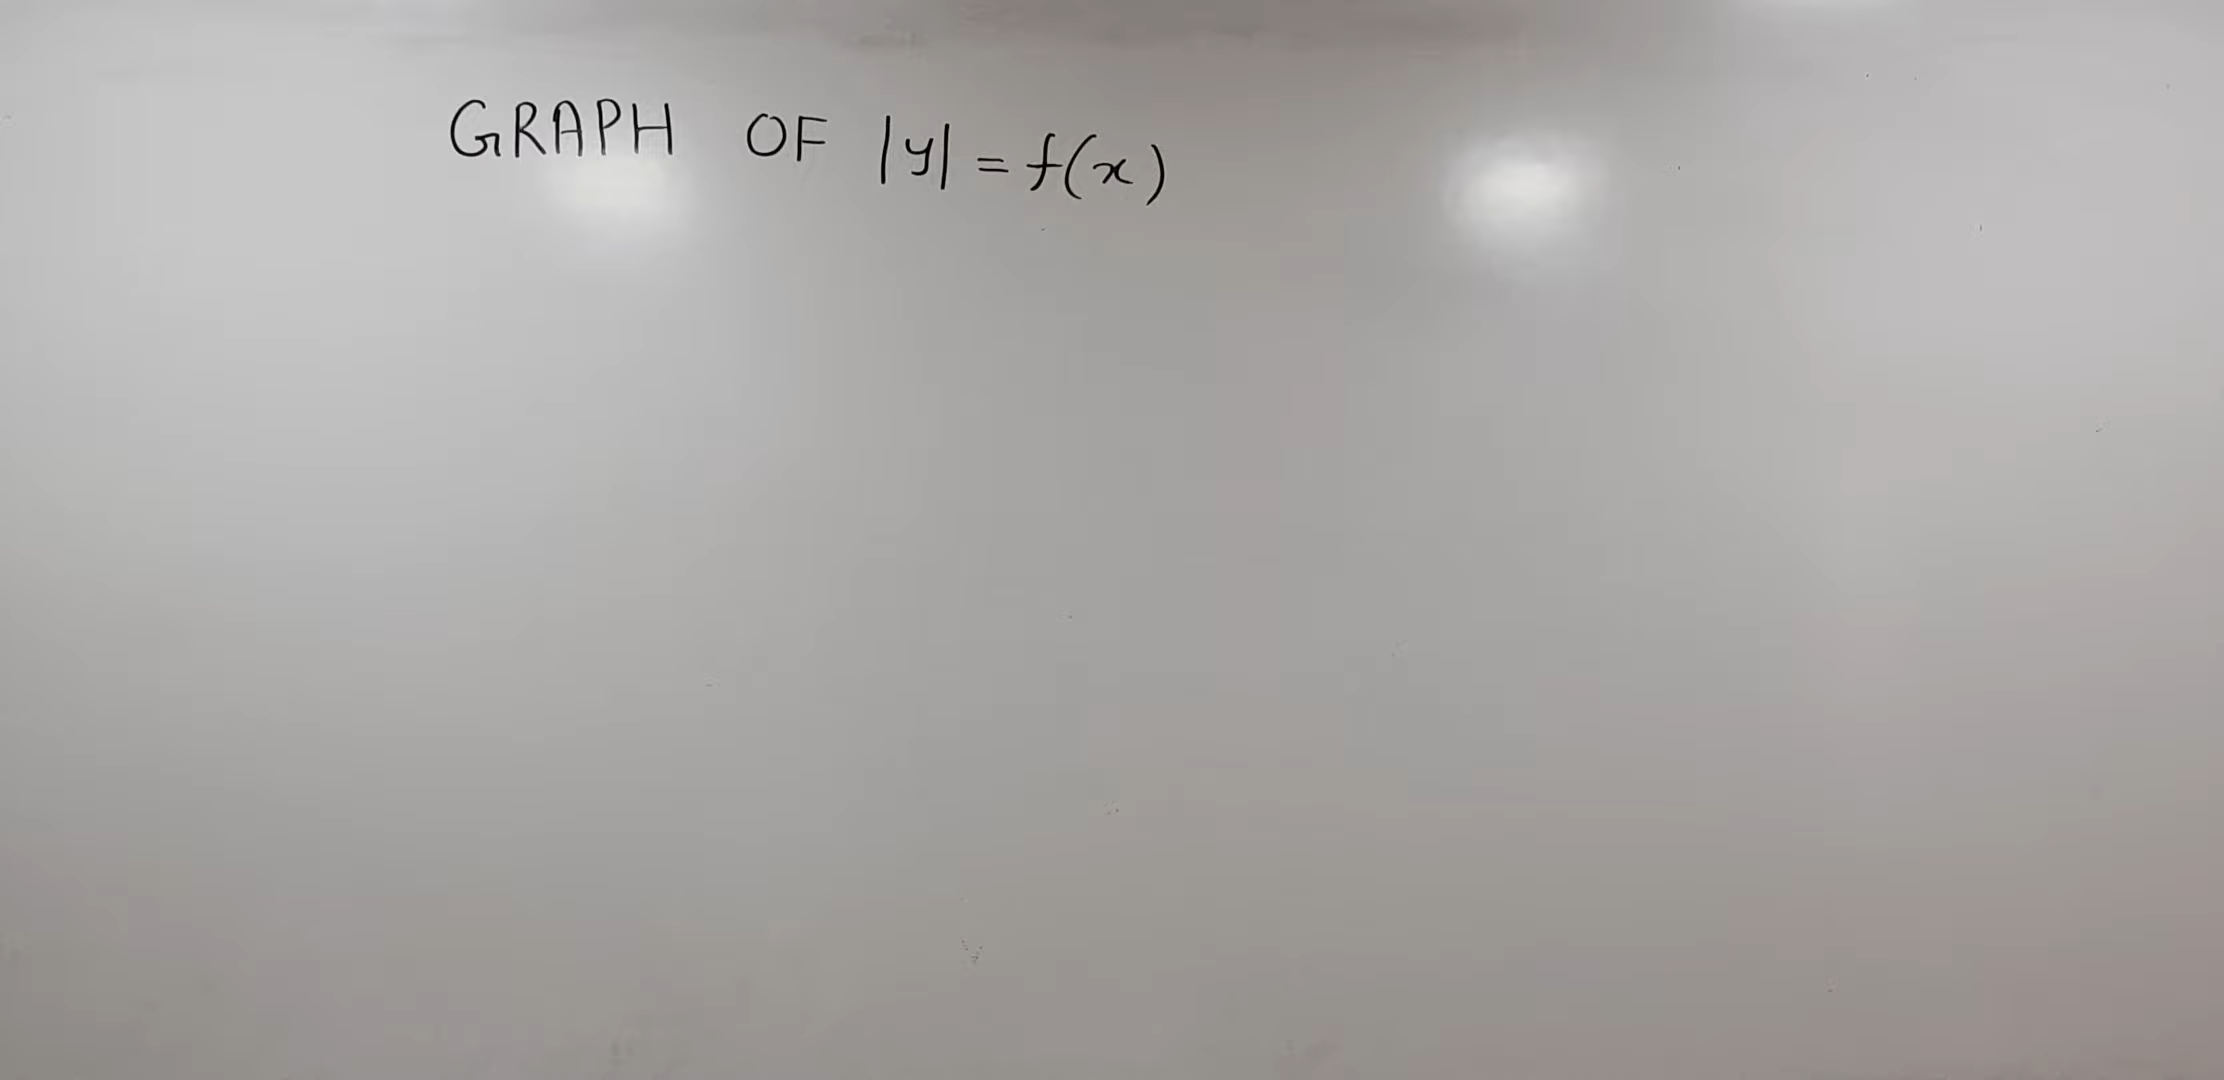 GRAPH OF |y| = f(x)